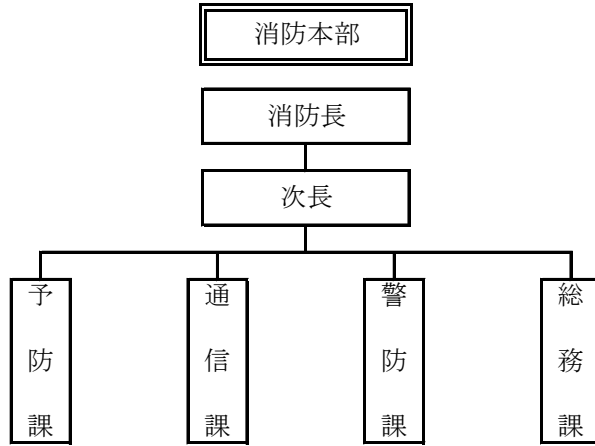 消防本部
消防長
次長
予防課
通信課
警防課
総務課